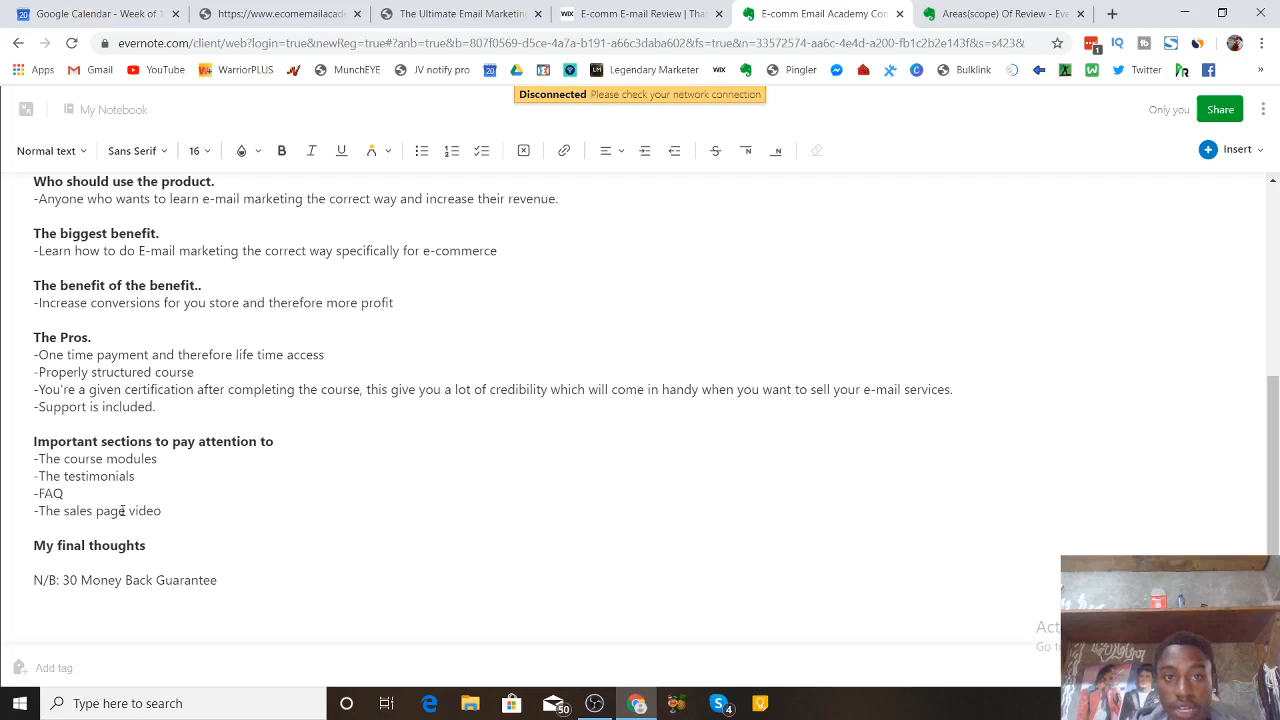 Week of 1
https://www.ecomemailacade
The Ultimate Email Marketing
E-comm Email Review | That
E-comm Email Academy Con
Areas(scope) Of Review - Eve
evernote.com/client/web?login=true&newReg=true#?anb=true&b=807f0519-d5ce-4a7a-b191-a66c3daba602&fs=true&n=33572574-aa6c-4e4d-a200-fb1c2b2e143f&s=s423&
Apps
Gmail
YouTube
WarriorPLUS
MunchEYE
JV notify pro
Legendary Marketer
Pingler
Bulklink
Twitter
Disconnected Please check your network connection
My Notebook
Only you
Share
Normal text
Sans Serif
16
Insert
Who should use the product.
-Anyone who wants to learn e-mail marketing the correct way and increase their revenue.
The biggest benefit.
-Learn how to do E-mail marketing the correct way specifically for e-commerce
The benefit of the benefit..
-Increase conversions for you store and therefore more profit
The Pros.
-One time payment and therefore life time access
-Properly structured course
-You're a given certification after completing the course, this give you a lot of credibility which will come in handy when you want to sell your e-mail services.
-Support is included.
Important sections to pay attention to
-The course modules
-The testimonials
-FAQ
-The sales page video
My final thoughts
N/B: 30 Money Back Guarantee
Act
Go to
Add tag
Type here to search
50
4